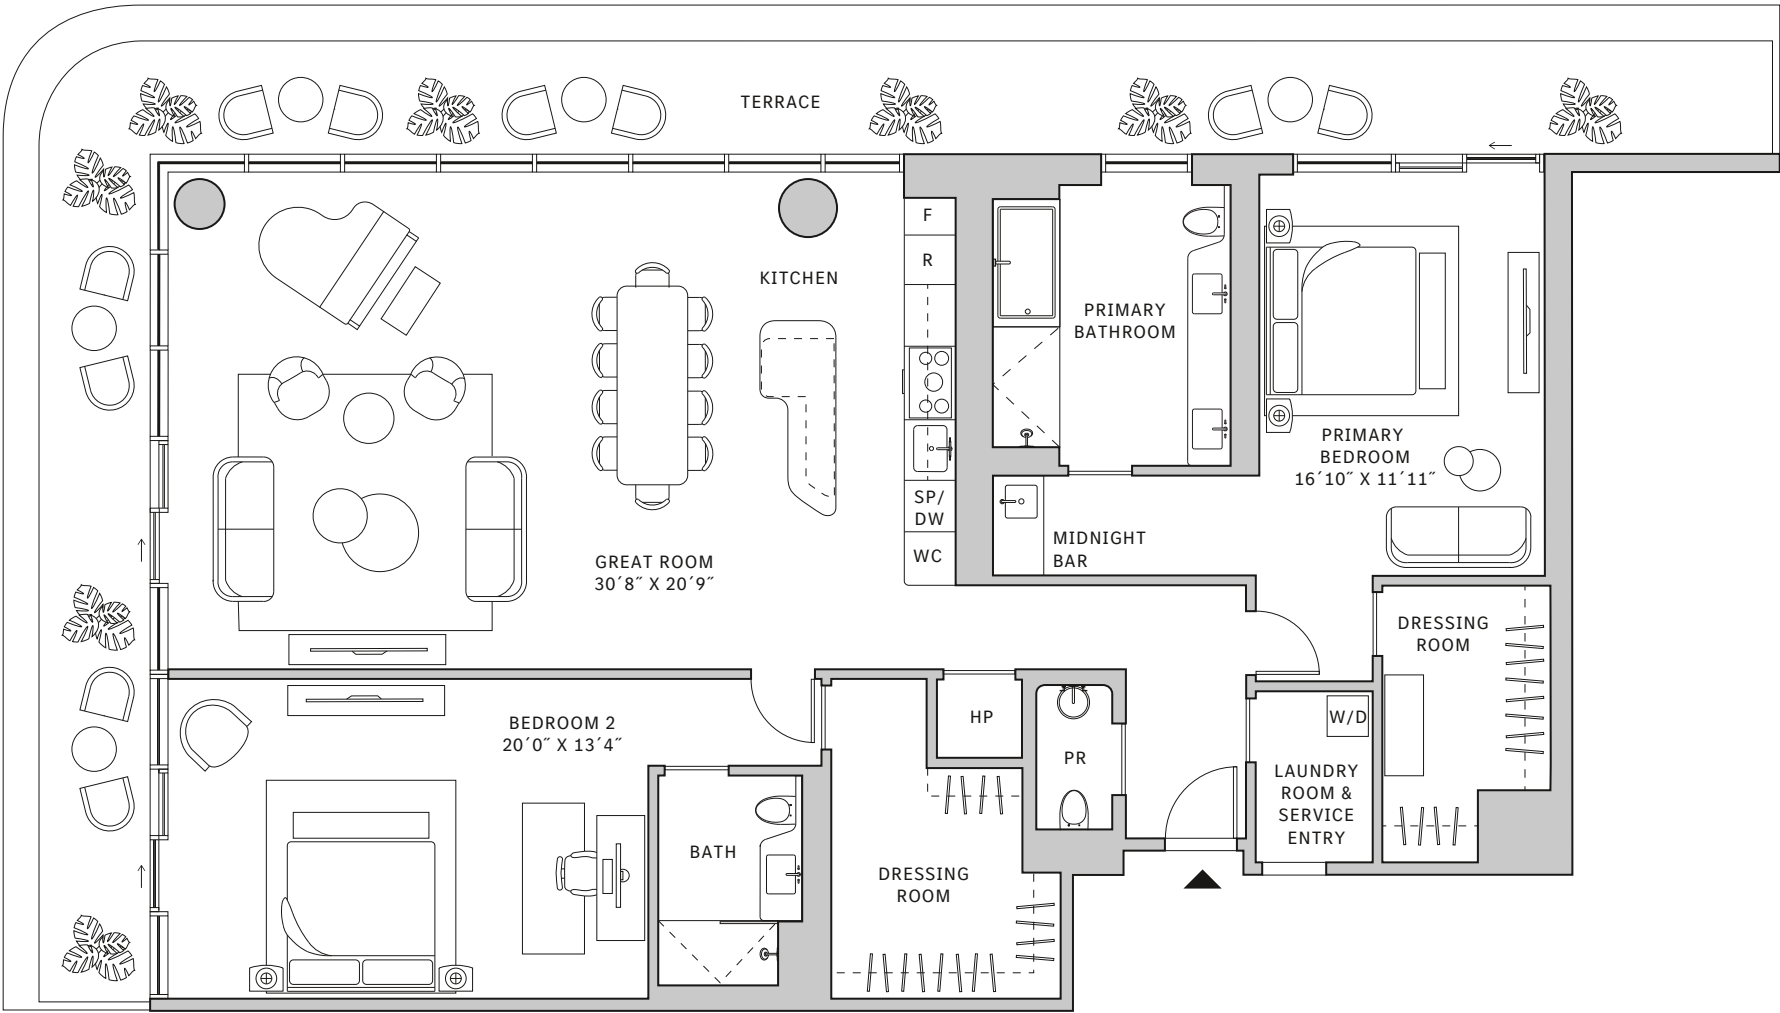 TERRACE
F
R
KITCHEN
PRIMARY
BATHROOM
PRIMARY
BEDROOM
16´10˝ X 11´11˝
SP/
DW
WC
MIDNIGHT
BAR
GREAT ROOM
30´8˝ X 20´9˝
DRESSING
ROOM
BEDROOM 2
20´0˝ X 13´4˝
HP
W/D
PR
LAUNDRY
ROOM &
SERVICE
ENTRY
BATH
DRESSING
ROOM